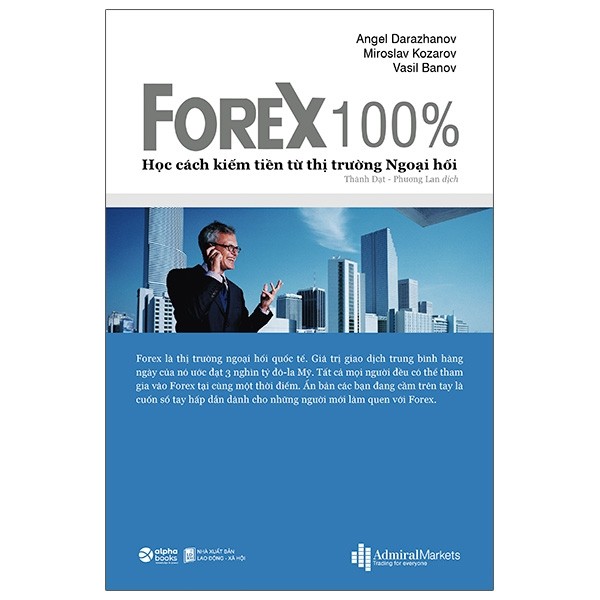 Angel Darazhanov
Miroslav Kozarov
Vasil Banov
FOREX 100%
Học cách kiếm tiền từ thị trường Ngoại hối
Thành Đạt - Phương Lan dịch
Forex là thị trường ngoại hối quốc tế. Giá trị giao dịch trung bình hàng
ngày của nó ước đạt 3 nghìn tỷ đô-la Mỹ. Tất cả mọi người đều có thể tham
gia vào Forex tại cùng một thời điểm. Ấn bản các bạn đang cầm trên tay là
cuốn sổ tay hấp dẫn dành cho những người mới làm quen với Forex.
alpha
books
NHÀ XUẤT BẢN
LAO ĐỘNG - XÃ HỘI
AdmiralMarkets
Trading for everyone